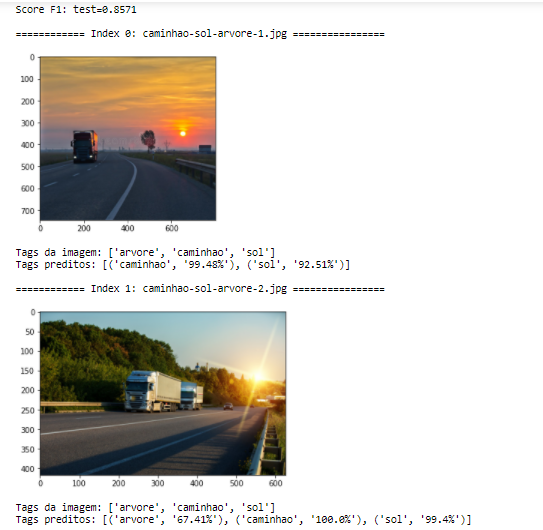 Score F1: test=0.8571
============ Index 0: caminhao-sol-arvore-1.jpg ================
0
100
200
300
400
500
600
700
0 200 400 600
Tags da imagem: ['arvore', 'caminhao', 'sol']
Tags preditos: [('caminhao', '99.48%'), ('sol', '92.51%')]
============ Index 1: caminhao-sol-arvore-2.jpg ================
0
50
100
150
200
250
300
350
400
0 100 200 300 400 500 600
Tags da imagem: ['arvore', 'caminhao', 'sol']
Tags preditos: [('arvore', '67.41%'), ('caminhao', '100.0%'), ('sol', '99.4%')]